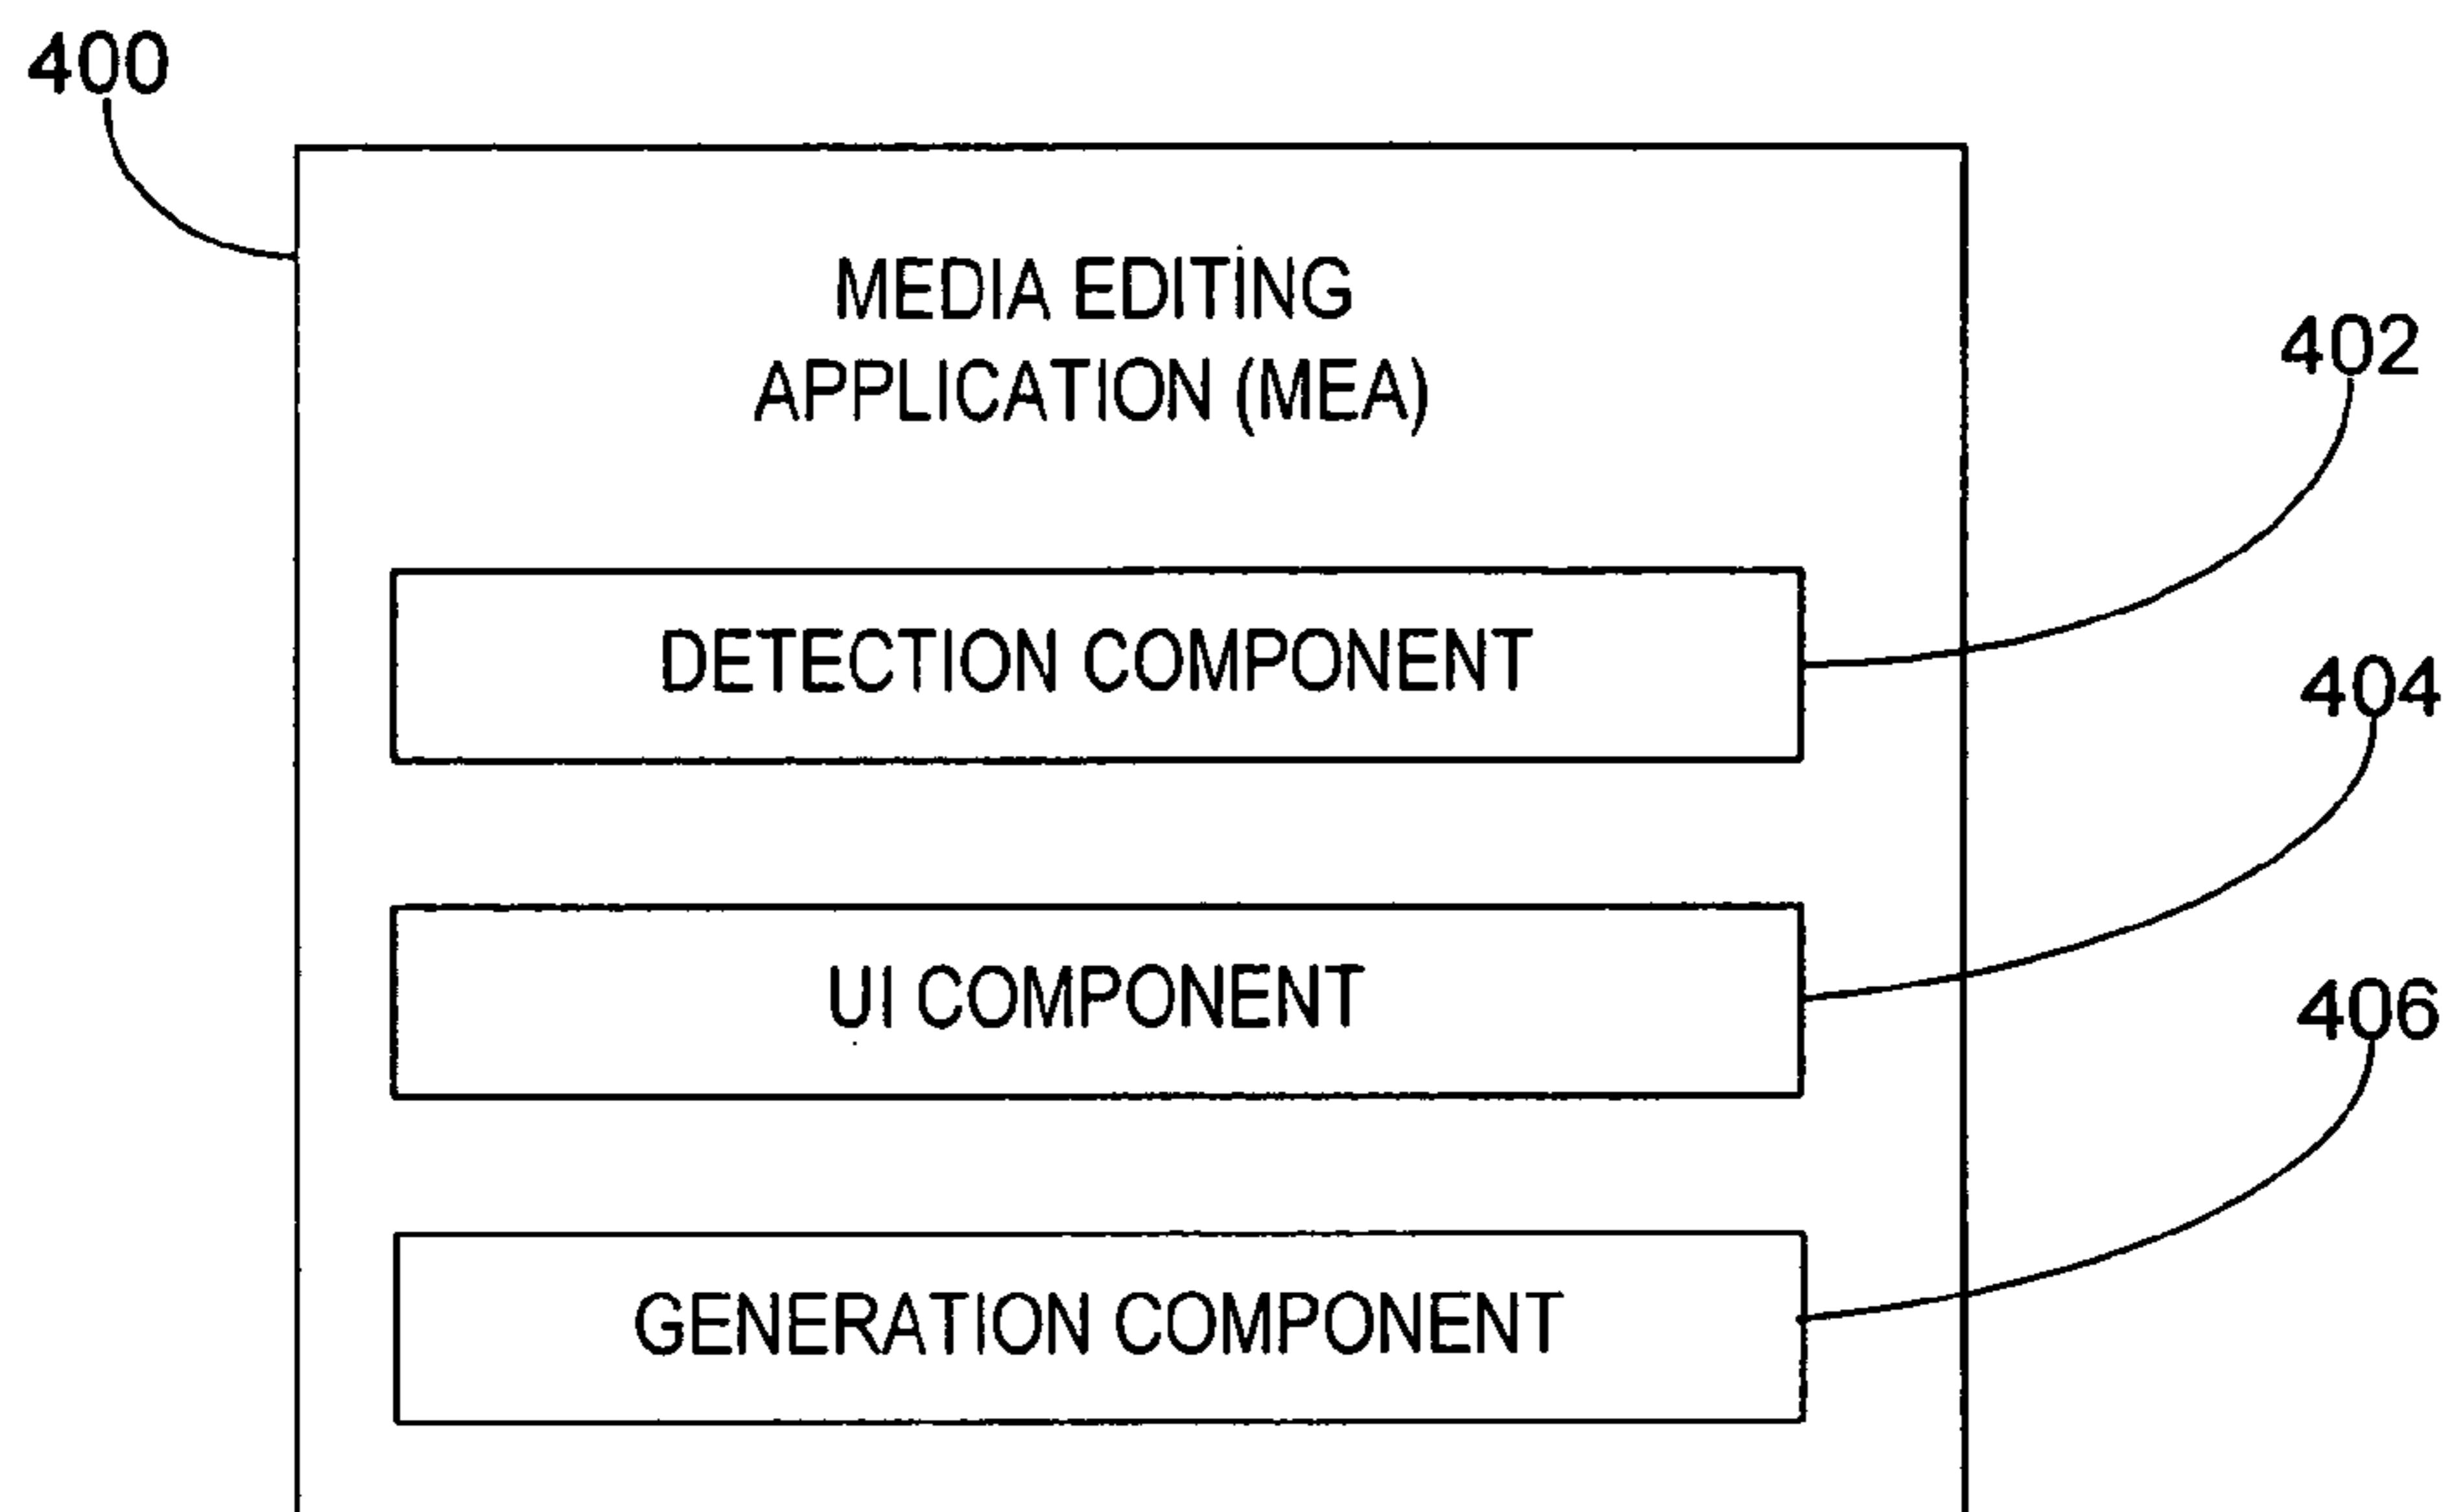 400
MEDIA EDITING
APPLICATION (MEA)
402
DETECTION COMPONENT
404
UI COMPONENT
406
GENERATION COMPONENT